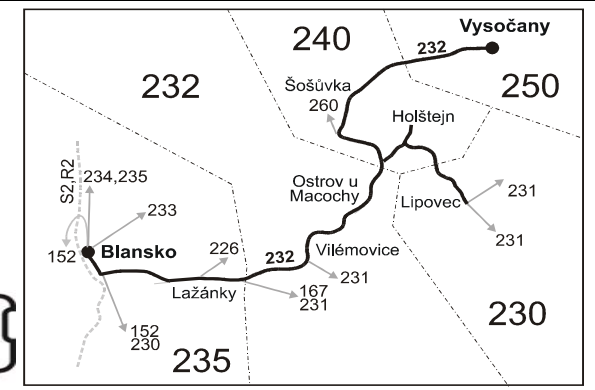 Vysočany
240
232
232
250
Šošůvka
260
Holštejn
S2,R2
234,235
Ostrov u
Macochy
231
233
Lipovec
231
152
Blansko
226
232
Vilémovice
231
Lažánky
167
231
230
152
230
235